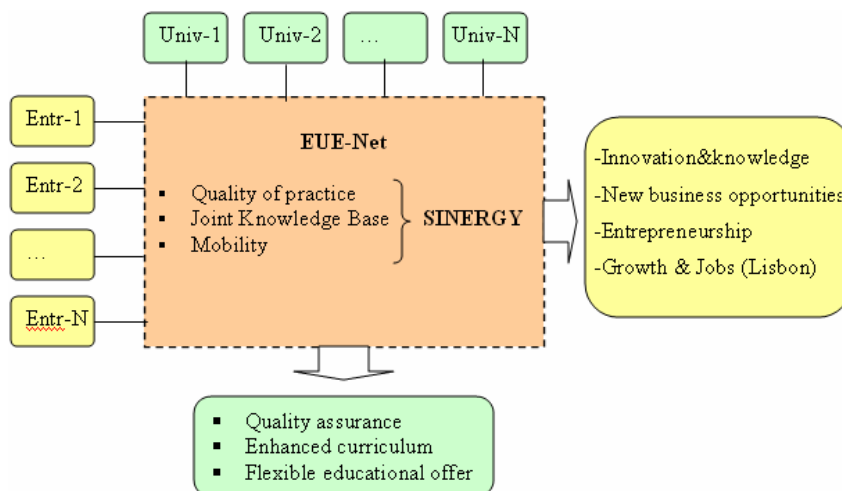 Univ-1
Univ-2
…
Univ-N
Entr-1
Entr-2
…
Entr-N
EUE-Net
▪ Quality of practice
▪ Joint Knowledge Base
▪ Mobility
SINERGY
-Innovation&knowledge
-New business opportunities
-Entrepreneurship
-Growth & Jobs (Lisbon)
▪ Quality assurance
▪ Enhanced curriculum
▪ Flexible educational offer